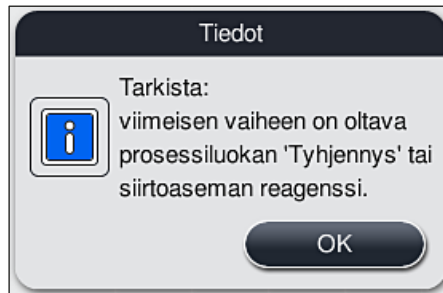 Tiedot
Tarkista:
viimeisen vaiheen on oltava
prosessiluokan 'Tyhjennys' tai
siirtoaseman reagenssi.
OK